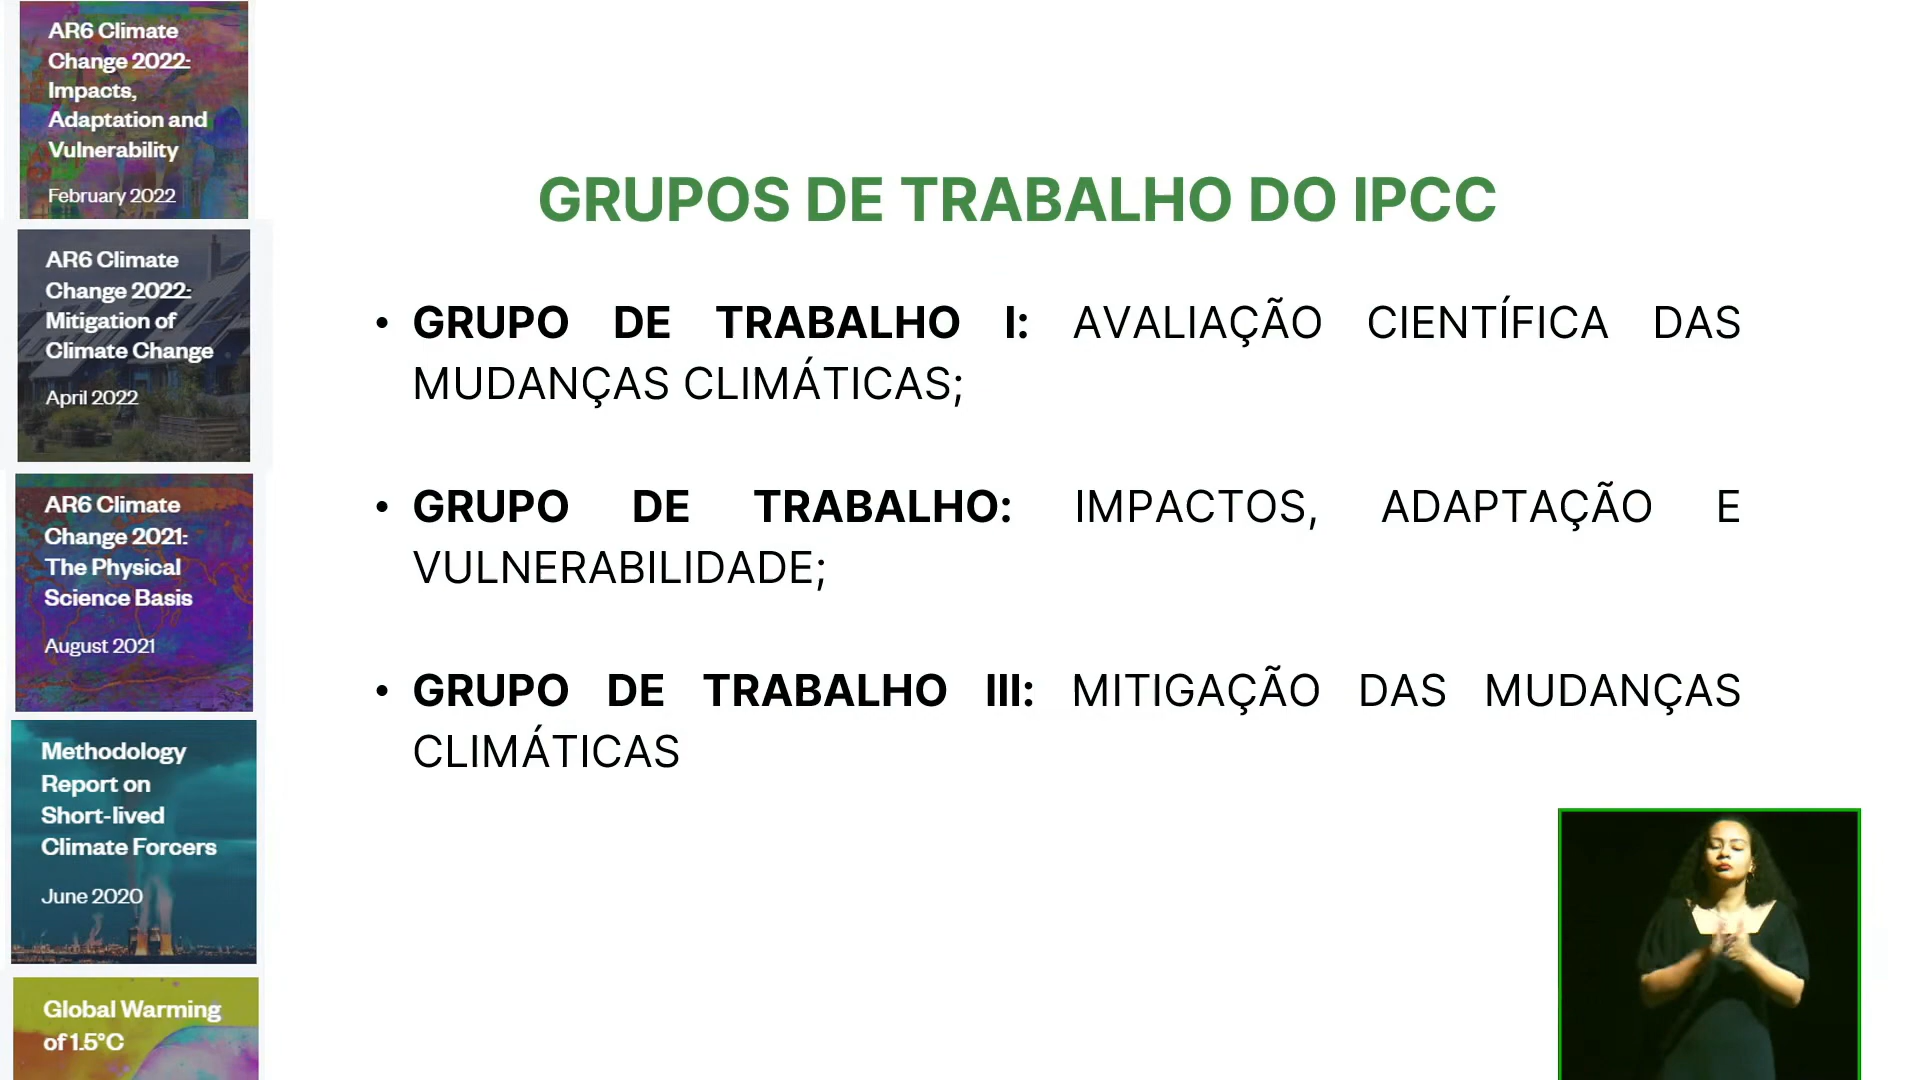 AR6 Climate
Change 2022:
Impacts,
Adaptation and
Vulnerability
February 2022
AR6 Climate
Change 2022:
Mitigation of
Climate Change
April 2022
AR6 Climate
Change 2021:
The Physical
Science Basis
August 2021
Methodology
Report on
Short-lived
Climate Forcers
June 2020
Global Warming
of 1.5°C
GRUPOS DE TRABALHO DO IPCC
• GRUPO DE TRABALHO I: AVALIAÇÃO CIENTÍFICA DAS
MUDANÇAS CLIMÁTICAS;
• GRUPO DE TRABALHO: IMPACTOS, ADAPTAÇÃO E
VULNERABILIDADE;
• GRUPO DE TRABALHO III: MITIGAÇÃO DAS MUDANÇAS
CLIMÁTICAS